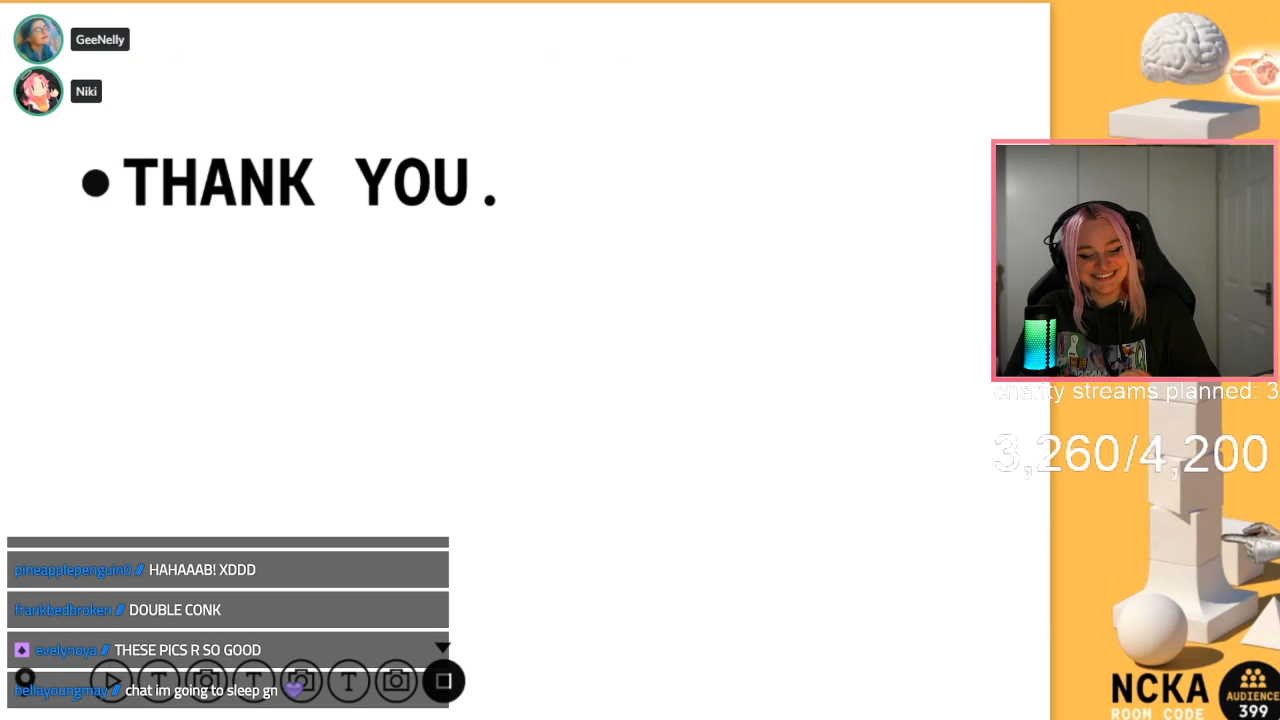 GeeNelly
Niki
• THANK YOU.
charity streams planned: 3
3,260/4,200
pineapplepenguin0 // HAHAAAB! XDDD
frankbedbroken // DOUBLE CONK
evelynoya // THESE PICS R SO GOOD
bellayoungmay // chat im going to sleep gn 💜
T T T
NCKA
ROOM CODE
AUDIENCE
399